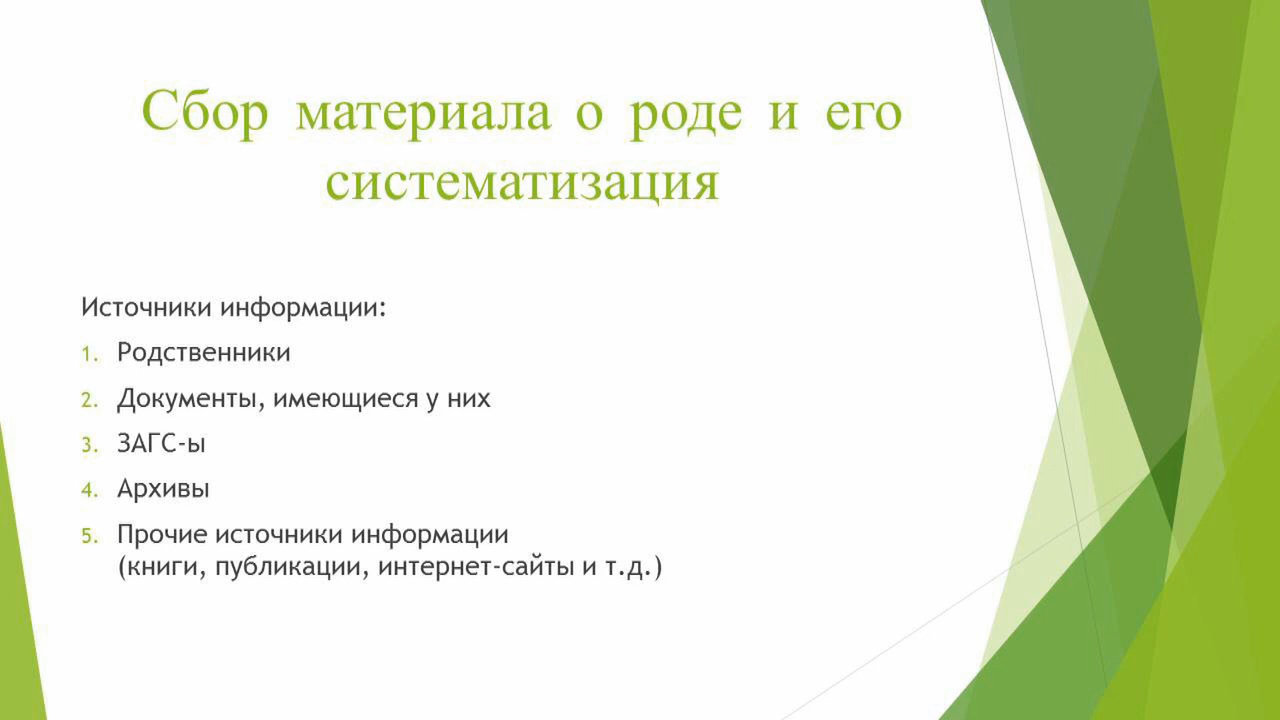 Сбор материала о роде и его
систематизация
Источники информации:
1. Родственники
2. Документы, имеющиеся у них
3. ЗАГС-ы
4. Архивы
5. Прочие источники информации
(книги, публикации, интернет-сайты и т.д.)